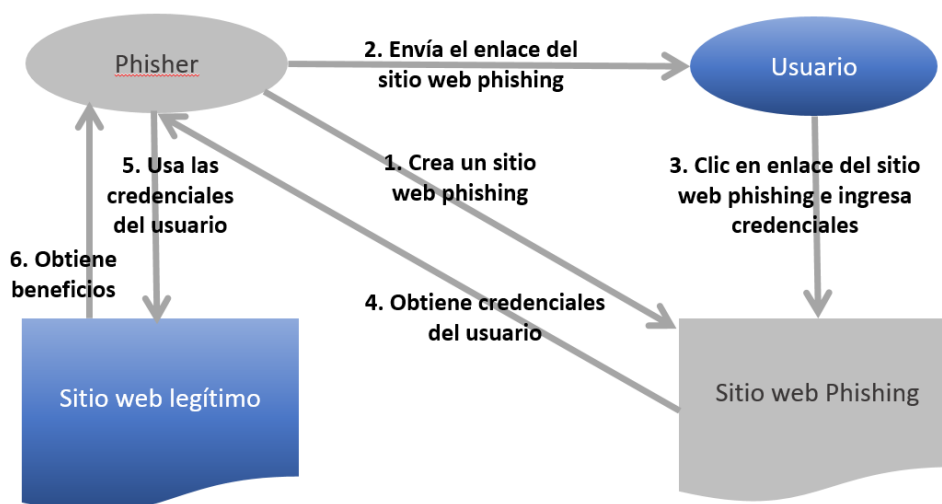 Phisher
2. Envía el enlace del
sitio web phishing
Usuario
1. Crea un sitio
web phishing
3. Clic en enlace del sitio
web phishing e ingresa
credenciales
5. Usa las
credenciales
del usuario
6. Obtiene
beneficios
4. Obtiene credenciales
del usuario
Sitio web legítimo
Sitio web Phishing